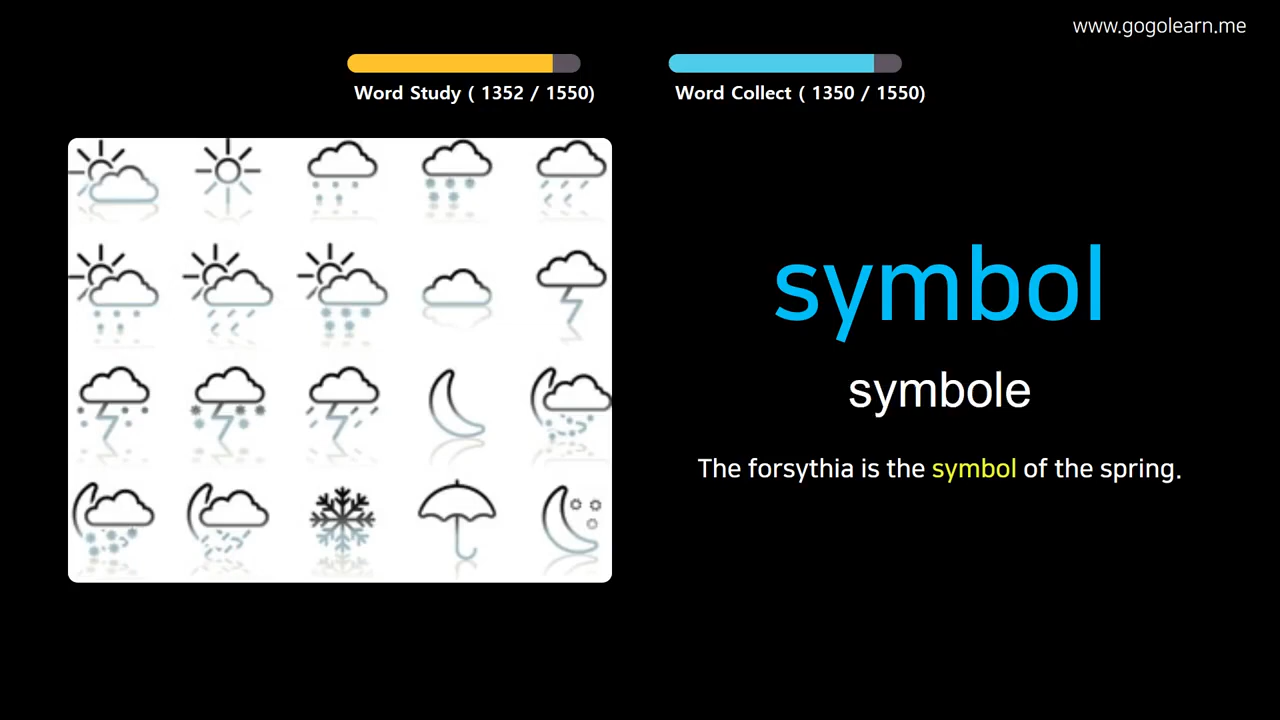 www.gogolearn.me
Word Study ( 1352 / 1550)
Word Collect ( 1350 / 1550)
symbol
symbole
The forsythia is the symbol of the spring.